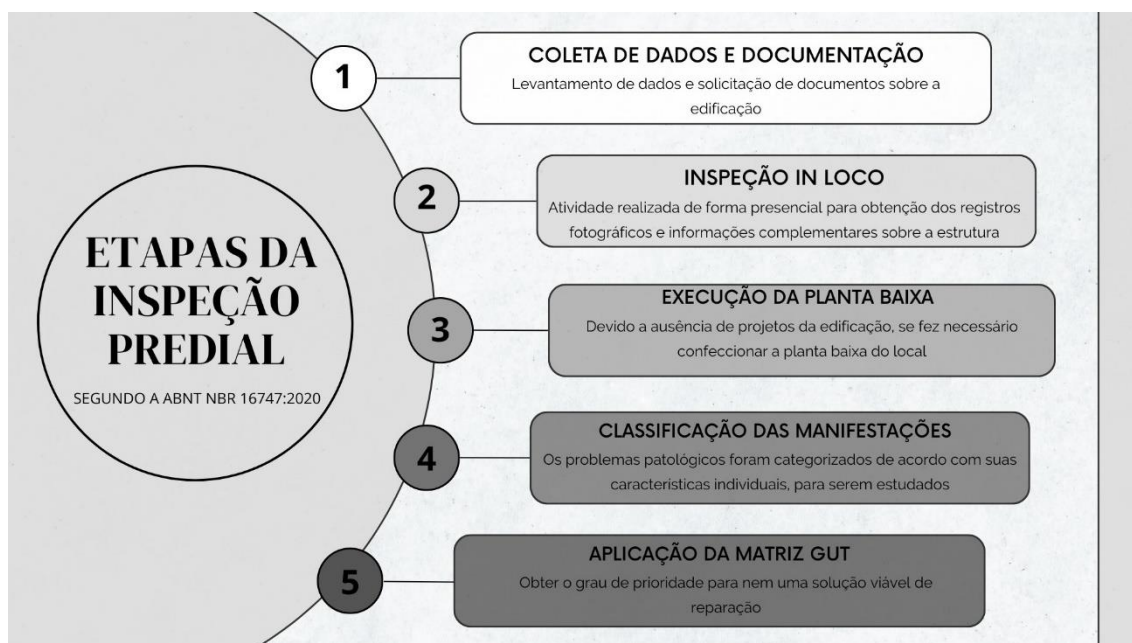 ETAPAS DA
INSPEÇÃO
PREDIAL
SEGUNDO A ABNT NBR 16747:2020
1
COLETA DE DADOS E DOCUMENTAÇÃO
Levantamento de dados e solicitação de documentos sobre a
edificação
2
INSPEÇÃO IN LOCO
Atividade realizada de forma presencial para obtenção dos registros
fotográficos e informações complementares sobre a estrutura
3
EXECUÇÃO DA PLANTA BAIXA
Devido a ausência de projetos da edificação, se fez necessário
confeccionar a planta baixa do local
4
CLASSIFICAÇÃO DAS MANIFESTAÇÕES
Os problemas patológicos foram categorizados de acordo com suas
características individuais, para serem estudados
5
APLICAÇÃO DA MATRIZ GUT
Obter o grau de prioridade para nem uma solução viável de
reparação